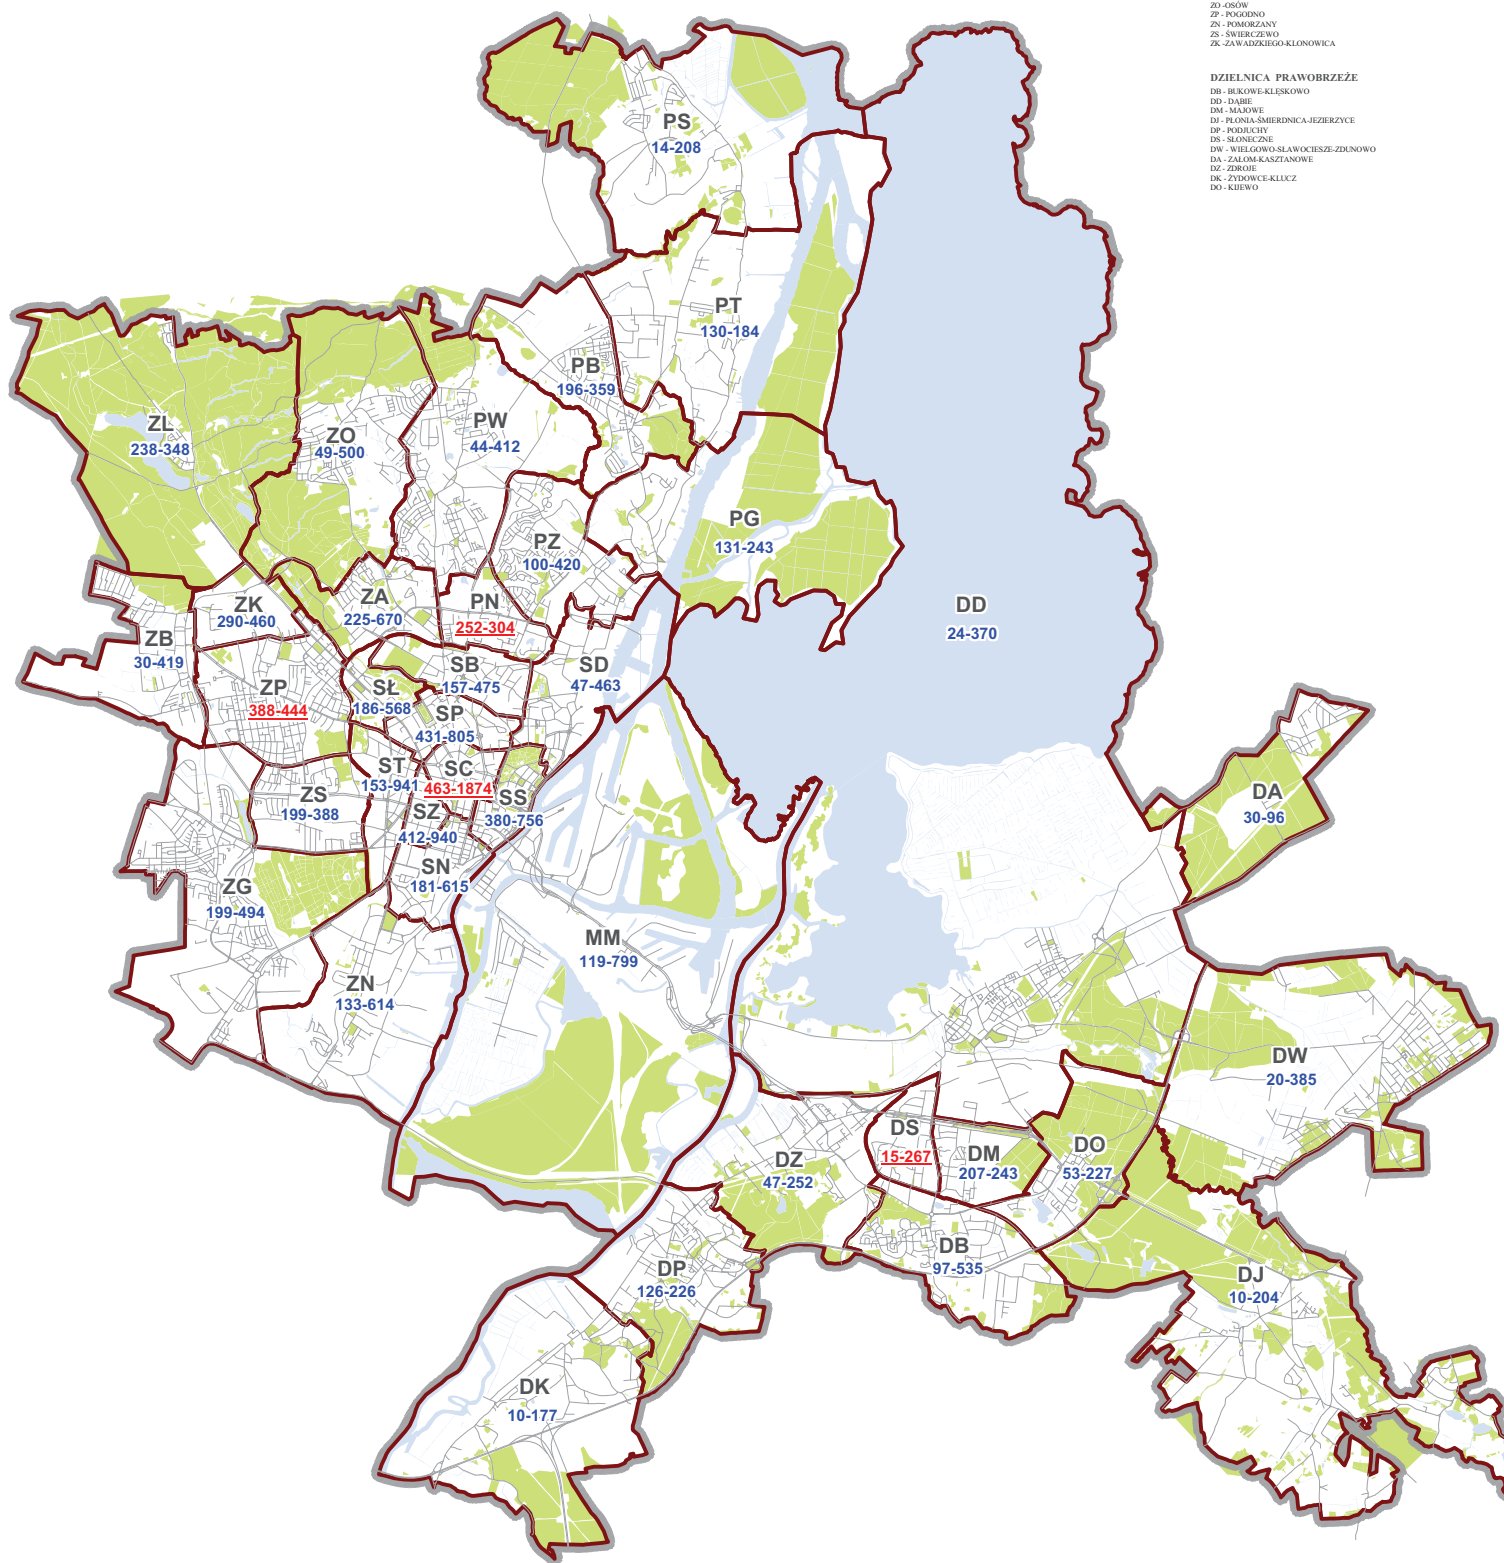 ZO -OSÓW
ZP - POGODNO
ZN - POMORZANY
ZS - ŚWIERCZEWO
ZK -ZAWADZKIEGO-KLONOWICA
DZIELNICA PRAWOBRZEŻE
DB - BUKOWE-KLĘSKOWO
DD - DĄBIE
DM - MAJOWE
DJ - PŁONIA-ŚMIERDNICA-JEZIERZYCE
DP - PODJUCHY
DS - SŁONECZNE
DW - WIELGOWO-SŁAWOCIESZE-ZDUNOWO
DA - ZAŁOM-KASZTANOWE
DZ - ZDROJE
DK - ŻYDOWCE-KLUCZ
DO - KIJEWO
PS
14-208
PT
130-184
PB
196-359
PW
44-412
ZL
238-348
ZO
49-500
PG
131-243
PZ
100-420
ZA
225-670
PN
252-304
ZK
290-460
ZB
30-419
DD
24-370
SD
47-463
SB
157-475
ZP
388-444
SŁ
186-568
SP
431-805
ST
153-941
SC
463-1874
SS
380-756
ZS
199-388
SZ
412-940
SN
181-615
DA
30-96
ZG
199-494
MM
119-799
ZN
133-614
DW
20-385
DS
15-267
DM
207-243
DO
53-227
DZ
47-252
DB
97-535
DP
126-226
DJ
10-204
DK
10-177